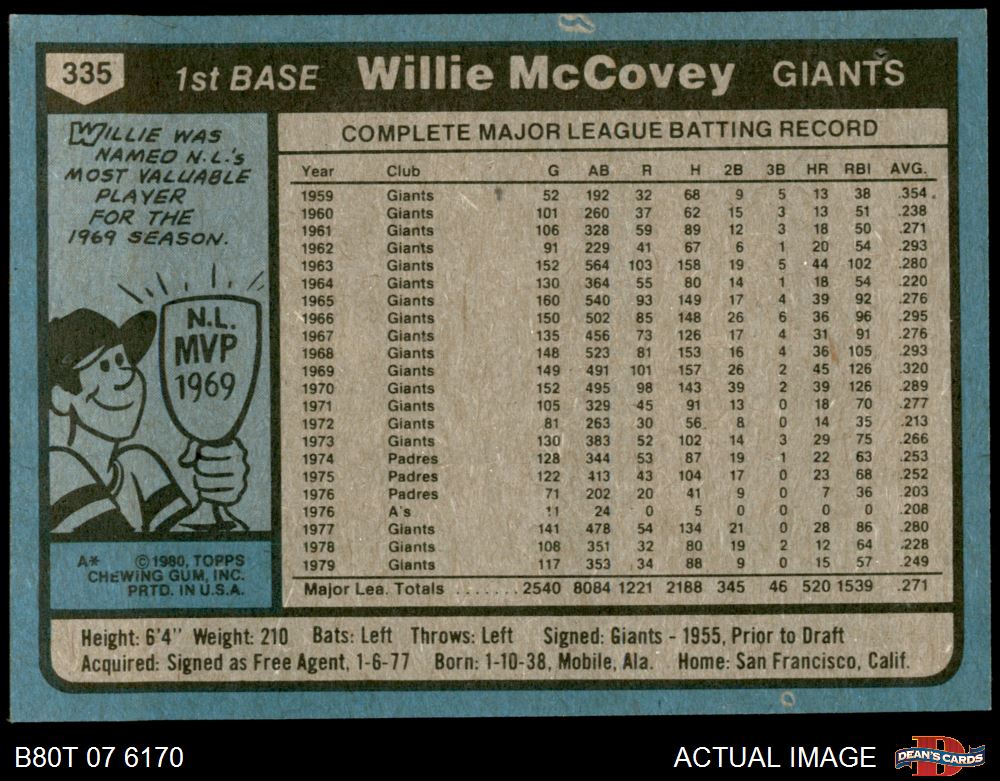 335 1st BASE Willie McCovey GIANTS
WILLIE WAS
NAMED N.L.'s
MOST VALUABLE
PLAYER
FOR THE
1969 SEASON.
N.L.
MVP
1969
A* ©1980, TOPPS
CHEWING GUM, INC.
PRTD. IN U.S.A.
COMPLETE MAJOR LEAGUE BATTING RECORD
Year Club G AB R H 2B 3B HR RBI AVG.
1959 Giants 52 192 32 68 9 5 13 38 .354
1960 Giants 101 260 37 62 15 3 13 51 .238
1961 Giants 106 328 59 89 12 3 18 50 .271
1962 Giants 91 229 41 67 6 1 20 54 .293
1963 Giants 152 564 103 158 19 5 44 102 .280
1964 Giants 130 364 55 80 14 1 18 54 .220
1965 Giants 160 540 93 149 17 4 39 92 .276
1966 Giants 150 502 85 148 26 6 36 96 .295
1967 Giants 135 456 73 126 17 4 31 91 .276
1968 Giants 148 523 81 153 16 4 36 105 .293
1969 Giants 149 491 101 157 26 2 45 126 .320
1970 Giants 152 495 98 143 39 2 39 126 .289
1971 Giants 105 329 45 91 13 0 18 70 .277
1972 Giants 81 263 30 56 8 0 14 35 .213
1973 Giants 130 383 52 102 14 3 29 75 .266
1974 Padres 128 344 53 87 19 1 22 63 .253
1975 Padres 122 413 43 104 17 0 23 68 .252
1976 Padres 71 202 20 41 9 0 7 36 .203
1976 A's 11 24 0 5 0 0 0 0 .208
1977 Giants 141 478 54 134 21 0 28 86 .280
1978 Giants 108 351 32 80 19 2 12 64 .228
1979 Giants 117 353 34 88 9 0 15 57 .249
Major Lea. Totals ....... 2540 8084 1221 2188 345 46 520 1539 .271
Height: 6'4" Weight: 210 Bats: Left Throws: Left Signed: Giants - 1955, Prior to Draft
Acquired: Signed as Free Agent, 1-6-77 Born: 1-10-38, Mobile, Ala. Home: San Francisco, Calif.
B80T 07 6170 ACTUAL IMAGE DEAN'S CARDS